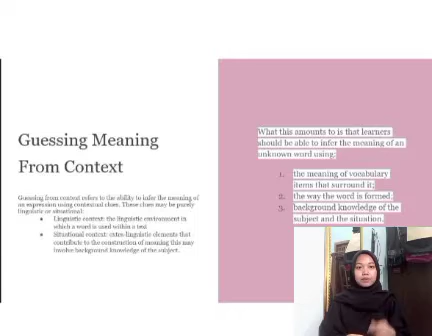 Guessing Meaning
From Context
Guessing from context refers to the ability to infer the meaning of
an expression using contextual clues. These clues may be purely
linguistic or situational:
● Linguistic context: the linguistic environment in
which a word is used within a text
● Situational context: extra-linguistic elements that
contribute to the construction of meaning this may
involve background knowledge of the subject.
What this amounts to is that learners
should be able to infer the meaning of an
unknown word using:
1. the meaning of vocabulary
items that surround it;
2. the way the word is formed;
3. background knowledge of the
subject and the situation.